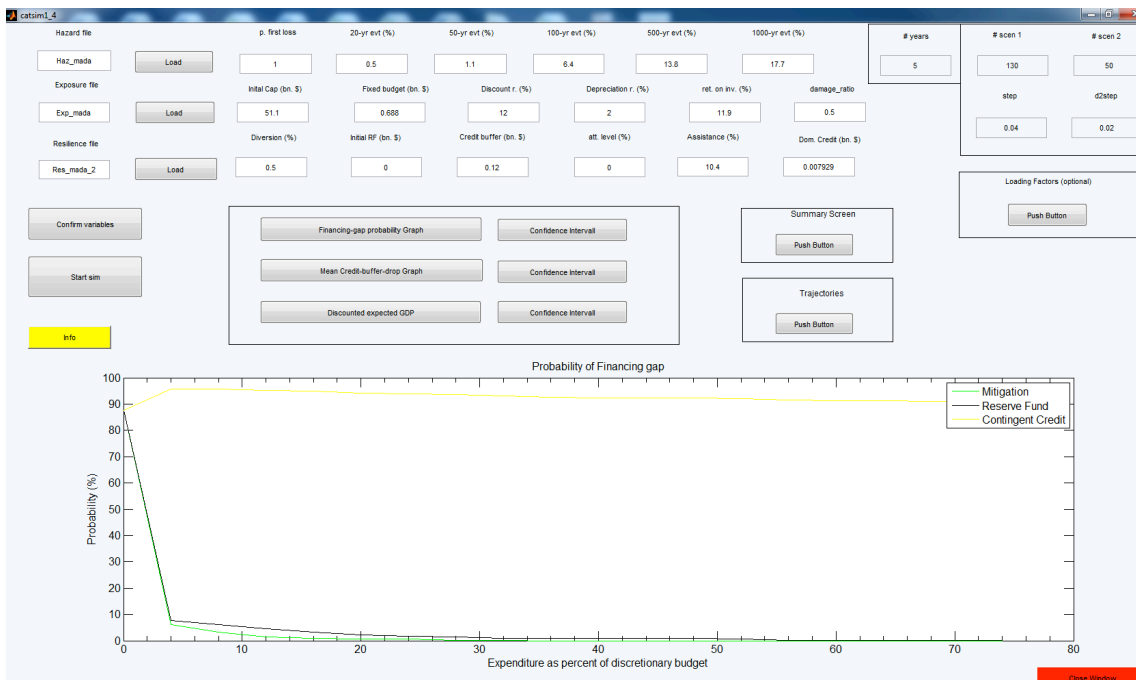 catsim1_4
Hazard file
p. first loss
20-yr evt (%)
50-yr evt (%)
100-yr evt (%)
500-yr evt (%)
1000-yr evt (%)
# years
# scen 1
# scen 2
Haz_mada
Load
1
0.5
1.1
6.4
13.8
17.7
5
130
50
Exposure file
Inital Cap (bn. $)
Fixed budget (bn. $)
Discount r. (%)
Depreciation r. (%)
ret. on inv. (%)
damage_ratio
step
d2step
Exp_mada
Load
51.1
0.688
12
2
11.9
0.5
0.04
0.02
Resilience file
Diversion (%)
Initial RF (bn. $)
Credit buffer (bn. $)
att. level (%)
Assistance (%)
Dom. Credit (bn. $)
Res_mada_2
Load
0.5
0
0.12
0
10.4
0.007929
Loading Factors (optional)
Push Button
Confirm variables
Financing-gap probability Graph
Confidence Intervall
Summary Screen
Push Button
Start sim
Mean Credit-buffer-drop Graph
Confidence Intervall
Trajectories
Push Button
Discounted expected GDP
Confidence Intervall
Info
Probability of Financing gap
100
90
80
70
60
50
40
30
20
10
0
Probability (%)
Mitigation
Reserve Fund
Contingent Credit
0
10
20
30
40
50
60
70
80
Expenditure as percent of discretionary budget
Close Window